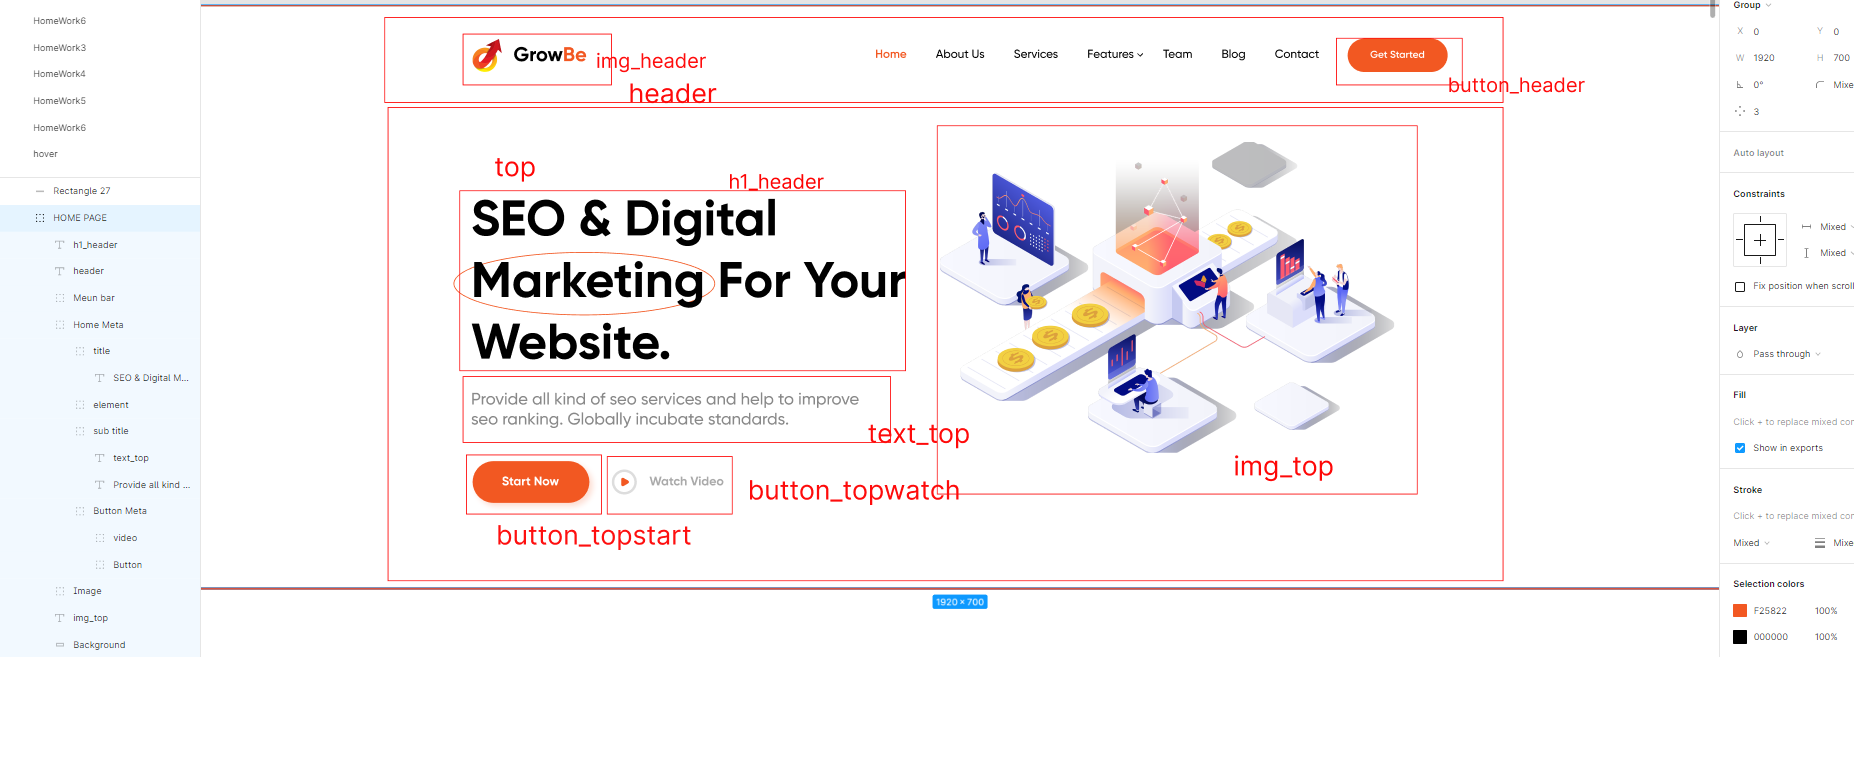 HomeWork6
HomeWork3
HomeWork4
HomeWork5
HomeWork6
hover
Rectangle 27
HOME PAGE
h1_header
header
Meun bar
Home Meta
title
SEO & Digital M...
element
sub title
text_top
Provide all kind ...
Button Meta
video
Button
Image
img_top
Background
GrowBe
img_header
header
Home About Us Services Features Team Blog Contact
Get Started
button_header
top
h1_header
SEO & Digital
Marketing For Your
Website.
Provide all kind of seo services and help to improve
seo ranking. Globally incubate standards.
text_top
Start Now
Watch Video
button_topwatch
button_topstart
img_top
1920 × 700
Group
X 0 Y 0
W 1920 H 700
0° Mixe
3
Auto layout
Constraints
Mixed
Mixed
Fix position when scroll
Layer
Pass through
Fill
Click + to replace mixed cor
Show in exports
Stroke
Click + to replace mixed cor
Mixed Mixe
Selection colors
F25822 100%
000000 100%